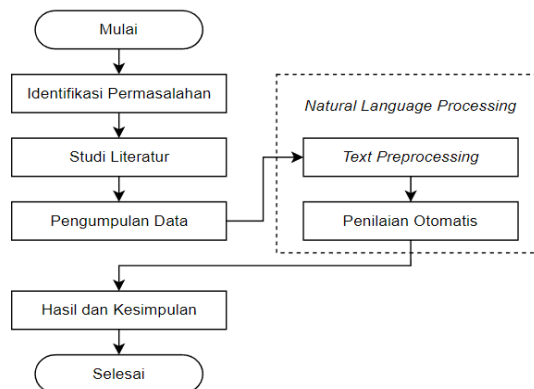 Mulai
Identifikasi Permasalahan
Studi Literatur
Pengumpulan Data
Natural Language Processing
Text Preprocessing
Penilaian Otomatis
Hasil dan Kesimpulan
Selesai